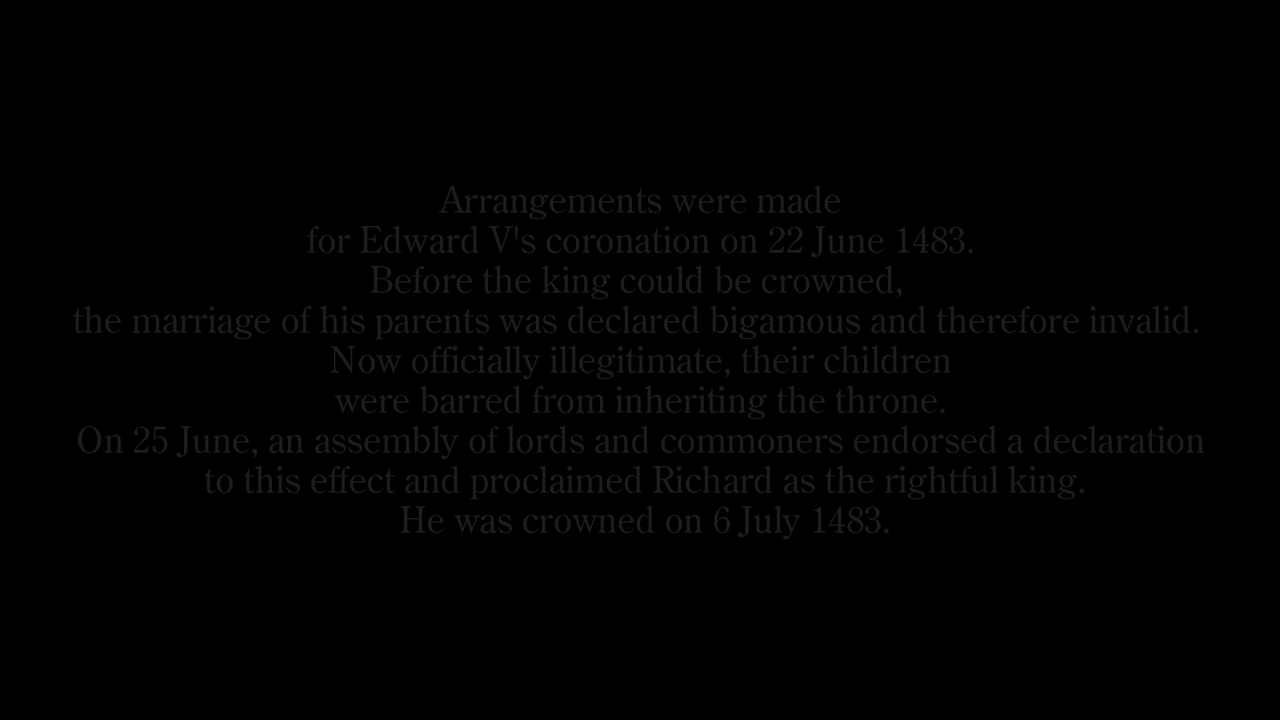 Arrangements were made
for Edward V's coronation on 22 June 1483.
Before the king could be crowned,
the marriage of his parents was declared bigamous and therefore invalid.
Now officially illegitimate, their children
were barred from inheriting the throne.
On 25 June, an assembly of lords and commoners endorsed a declaration
to this effect and proclaimed Richard as the rightful king.
He was crowned on 6 July 1483.